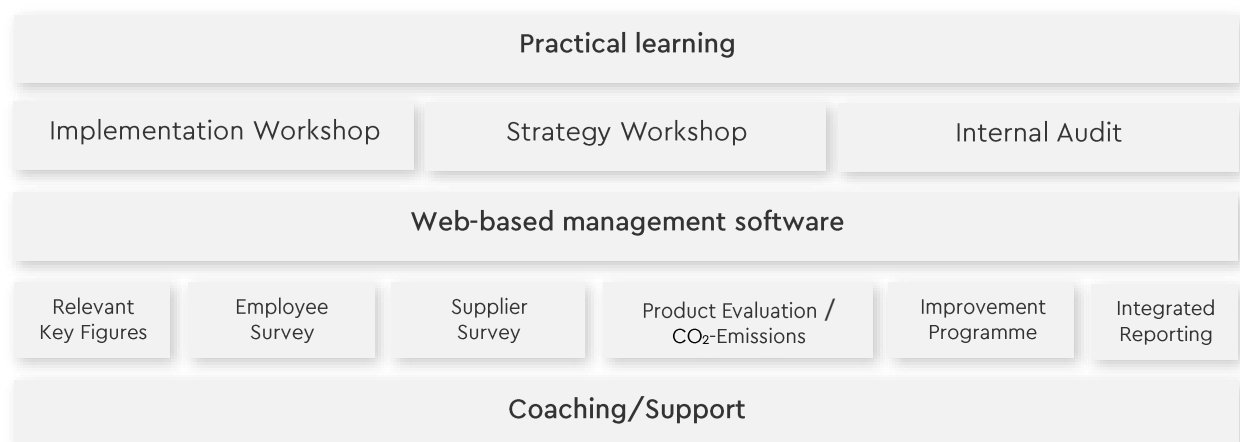 Practical learning
Implementation Workshop
Strategy Workshop
Internal Audit
Web-based management software
Relevant
Key Figures
Employee
Survey
Supplier
Survey
Product Evaluation /
CO₂-Emissions
Improvement
Programme
Integrated
Reporting
Coaching/Support